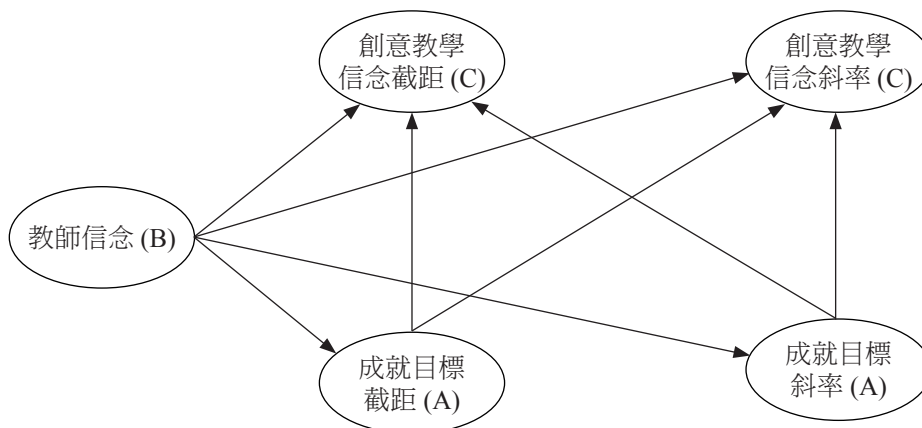 創意教學
信念截距 (C)
創意教學
信念斜率 (C)
教師信念 (B)
成就目標
截距 (A)
成就目標
斜率 (A)